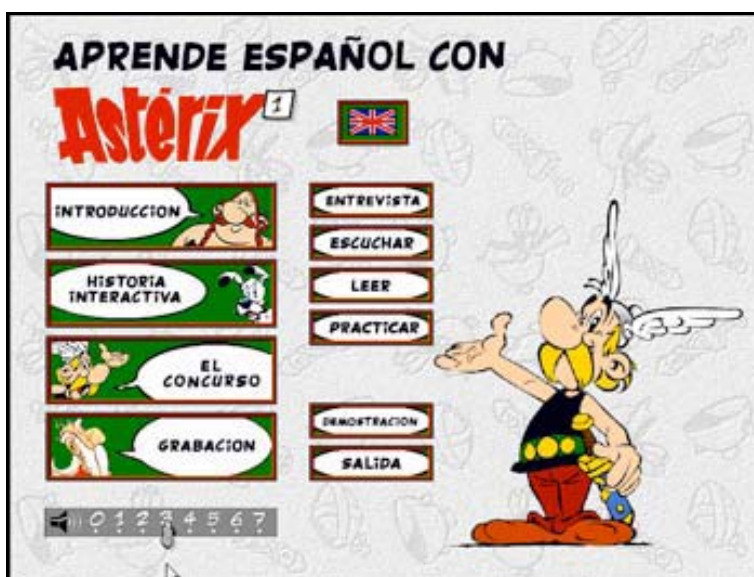 APRENDE ESPAÑOL CON
Astérix 1
INTRODUCCION
HISTORIA
INTERACTIVA
EL
CONCURSO
GRABACION
ENTREVISTA
ESCUCHAR
LEER
PRACTICAR
DEMOSTRACION
SALIDA
0 1 2 3 4 5 6 7